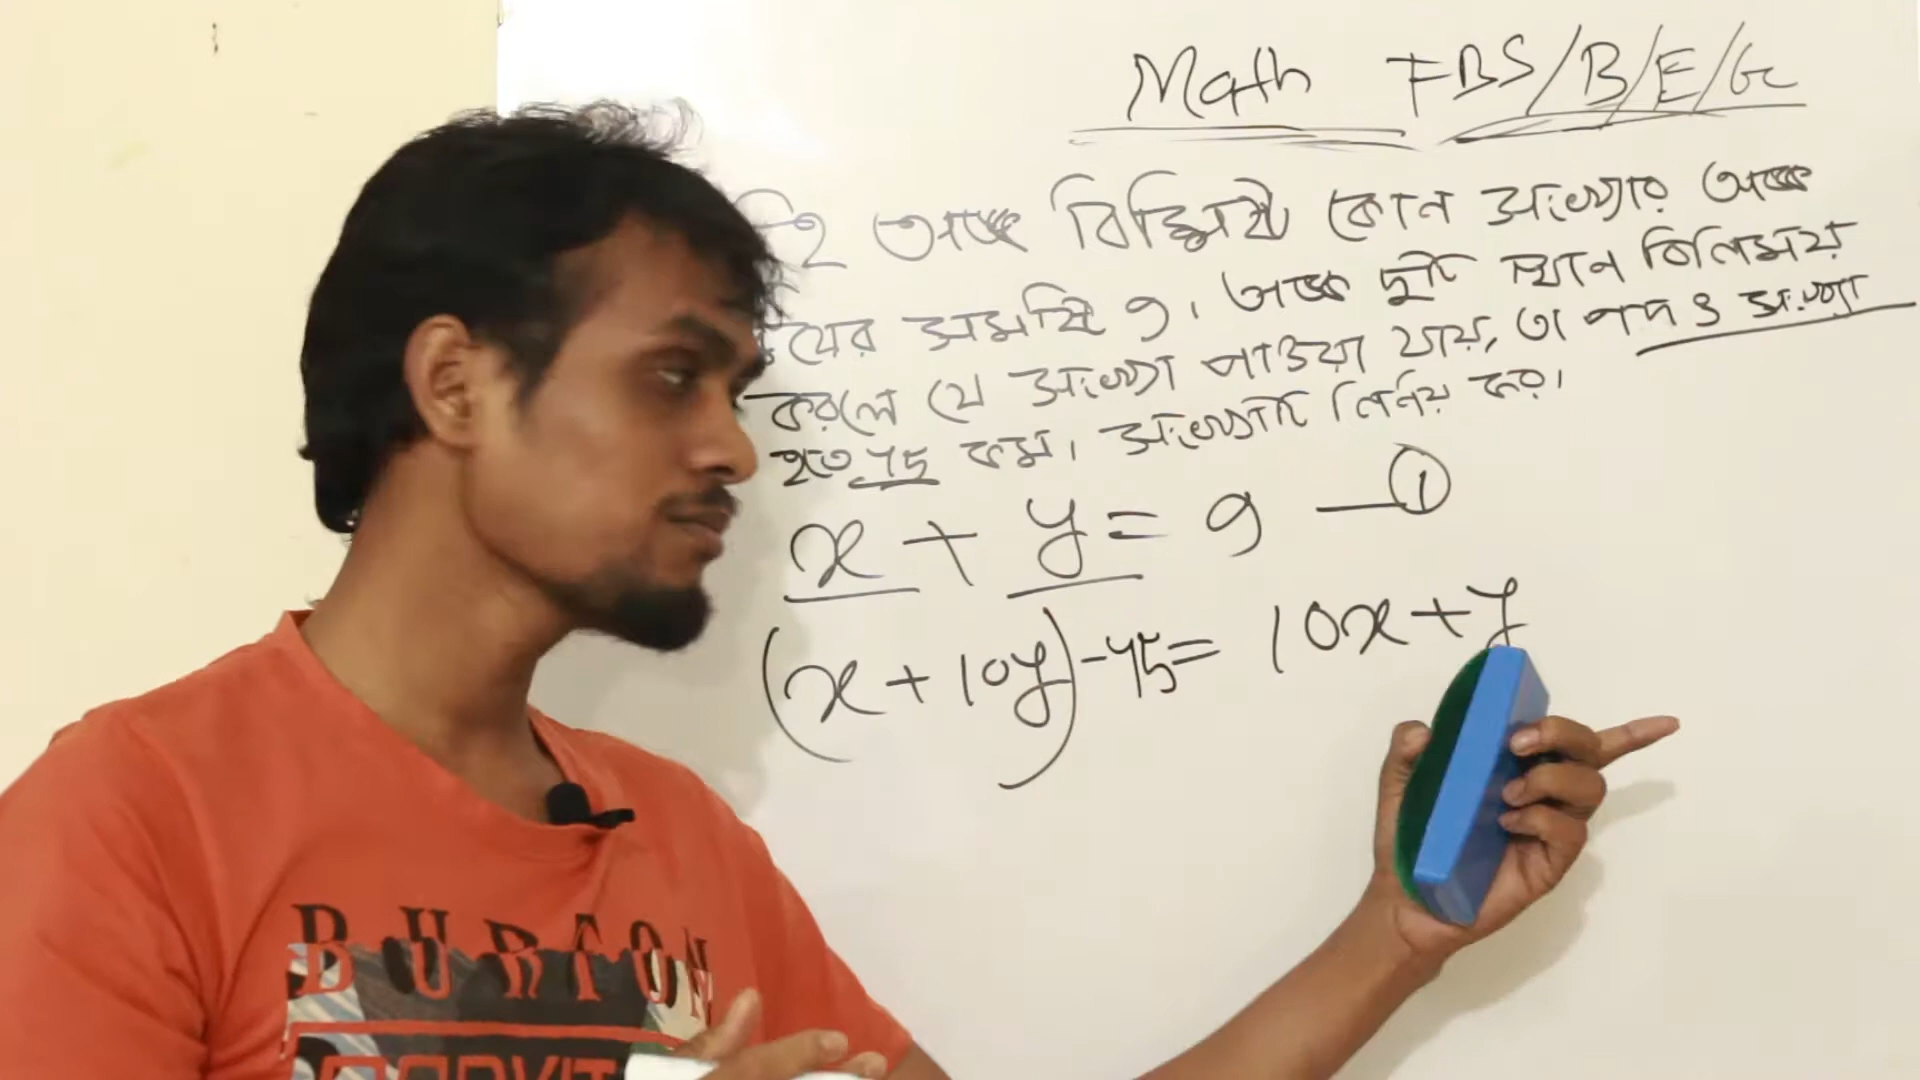 Math FBS/B/E/G
অঙ্ক বিশিষ্ট কোন সংখ্যার অঙ্ক
য়ের সমষ্টি 9। অঙ্ক দুটি স্থান বিনিময়
করলে যে সংখ্যা পাওয়া যায়, তা প্রদত্ত সংখ্যা
হতে 45 কম। সংখ্যাটি নির্ণয় কর।
x + y = 9 — ①
(x + 10y) - 45 = 10x + y
BURTON